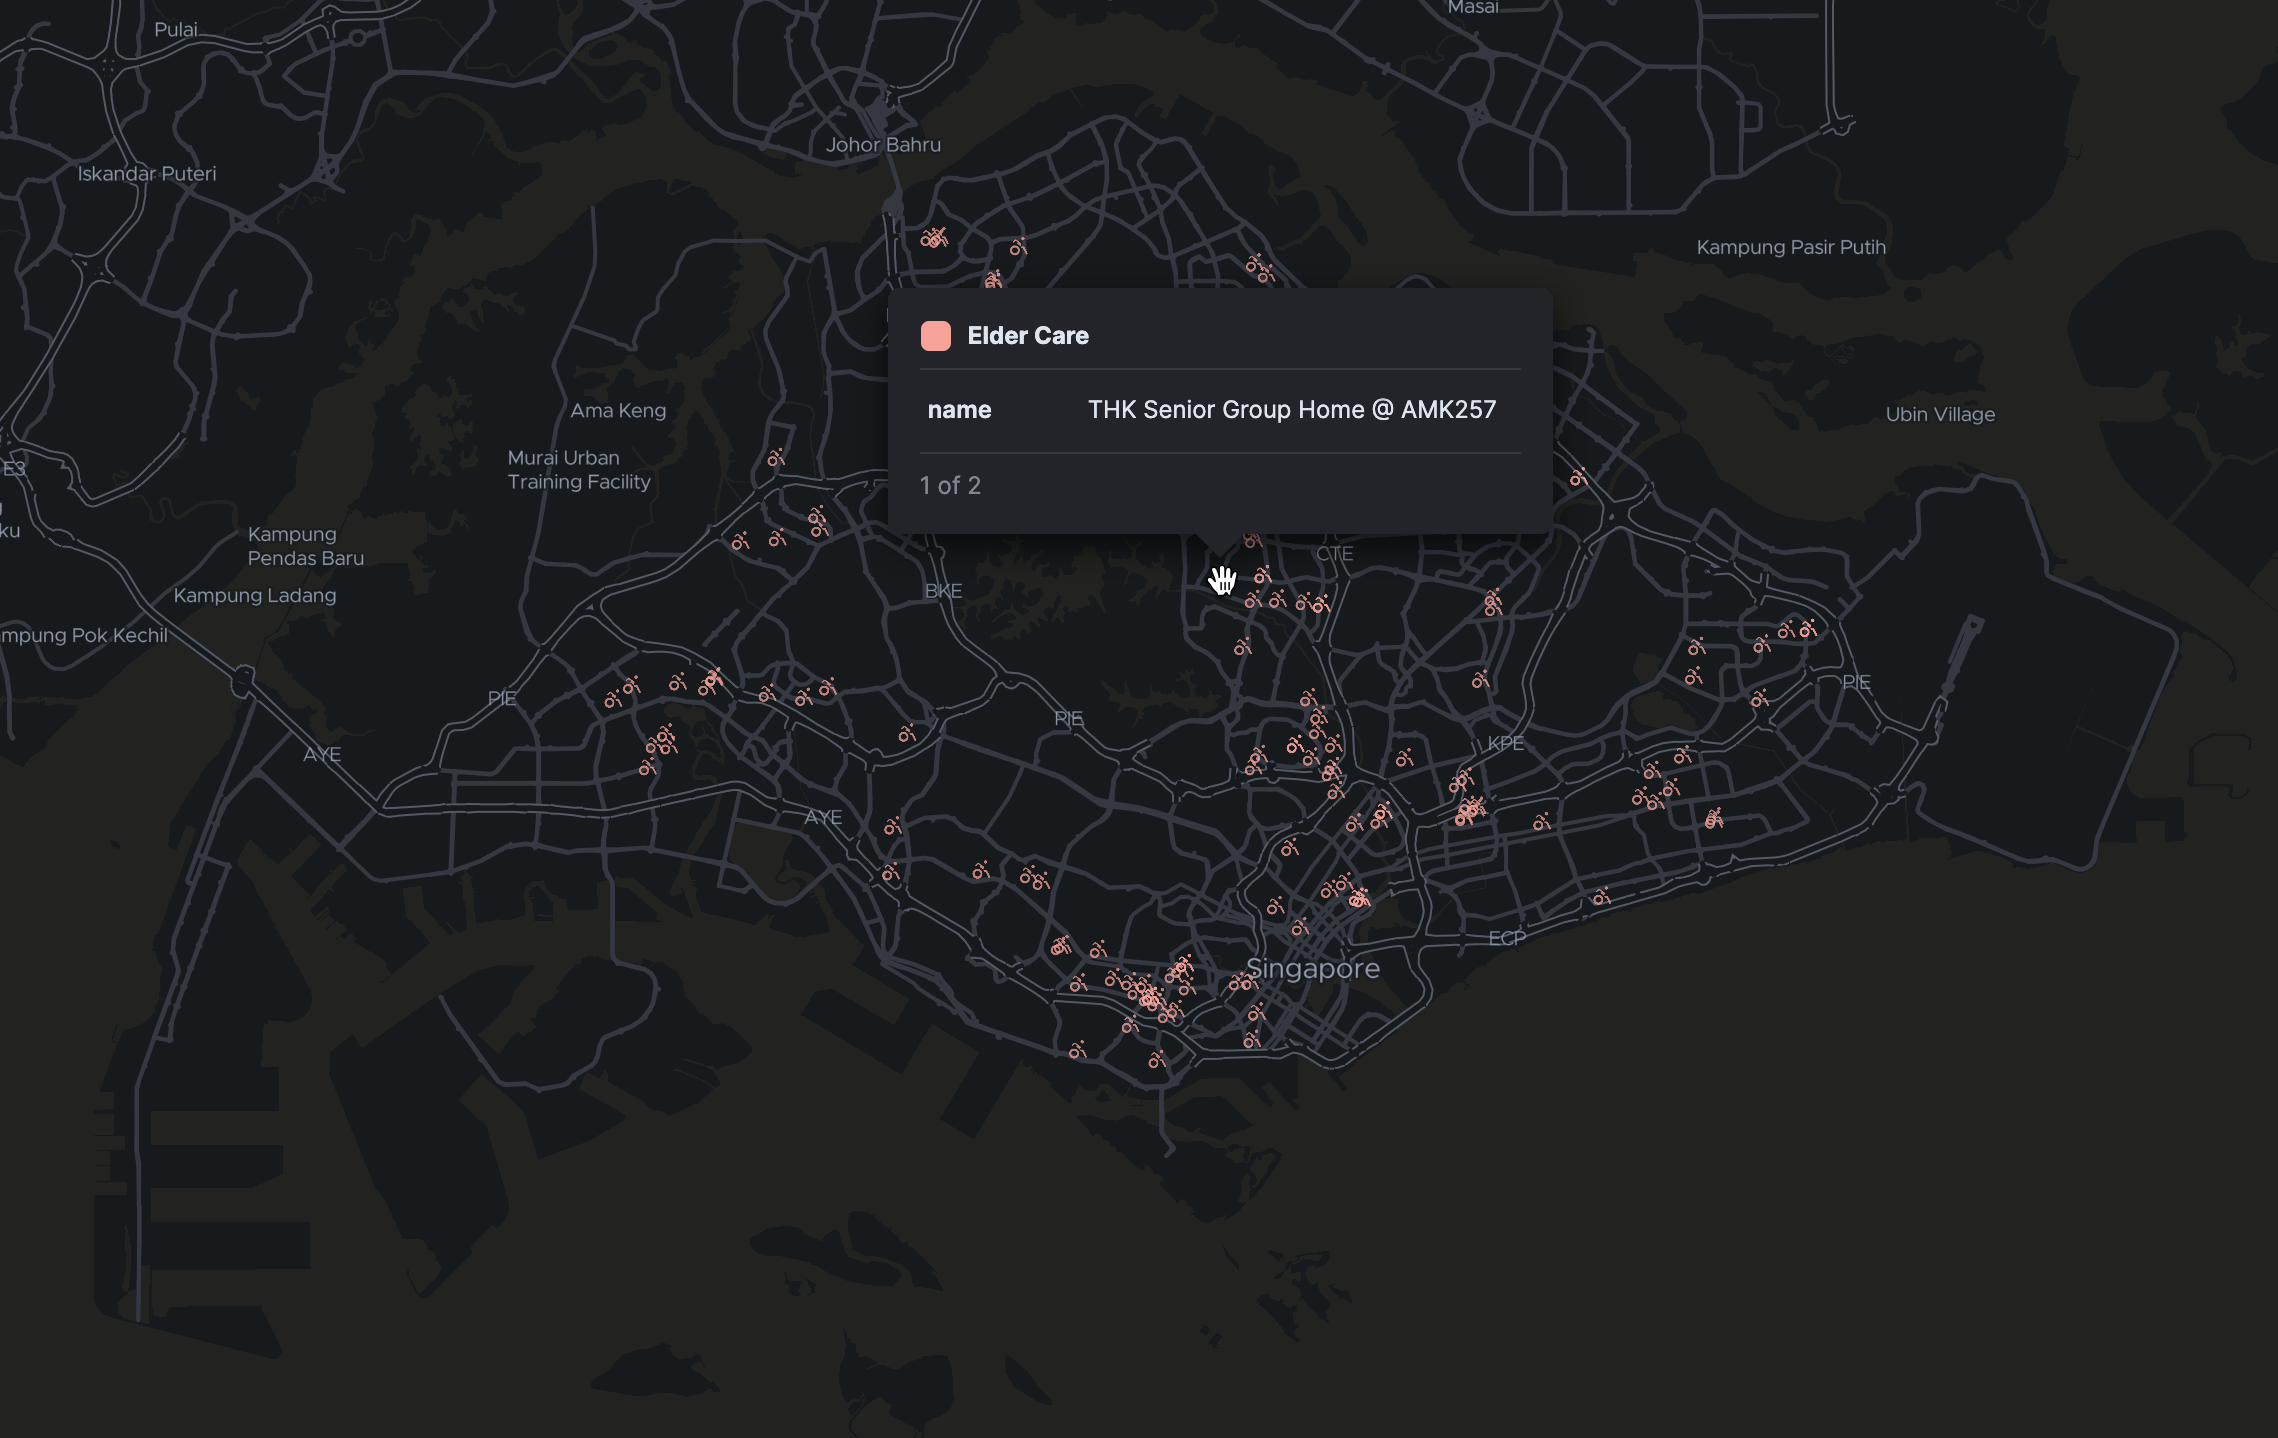 Masai
Pulai
Johor Bahru
Iskandar Puteri
Kampung Pasir Putih
Elder Care
name THK Senior Group Home @ AMK257
1 of 2
Ama Keng
Ubin Village
Murai Urban
Training Facility
E3
ku
Kampung
Pendas Baru
CTE
BKE
Kampung Ladang
mpung Pok Kechil
PIE
PIE
PIE
KPE
AYE
AYE
ECP
Singapore